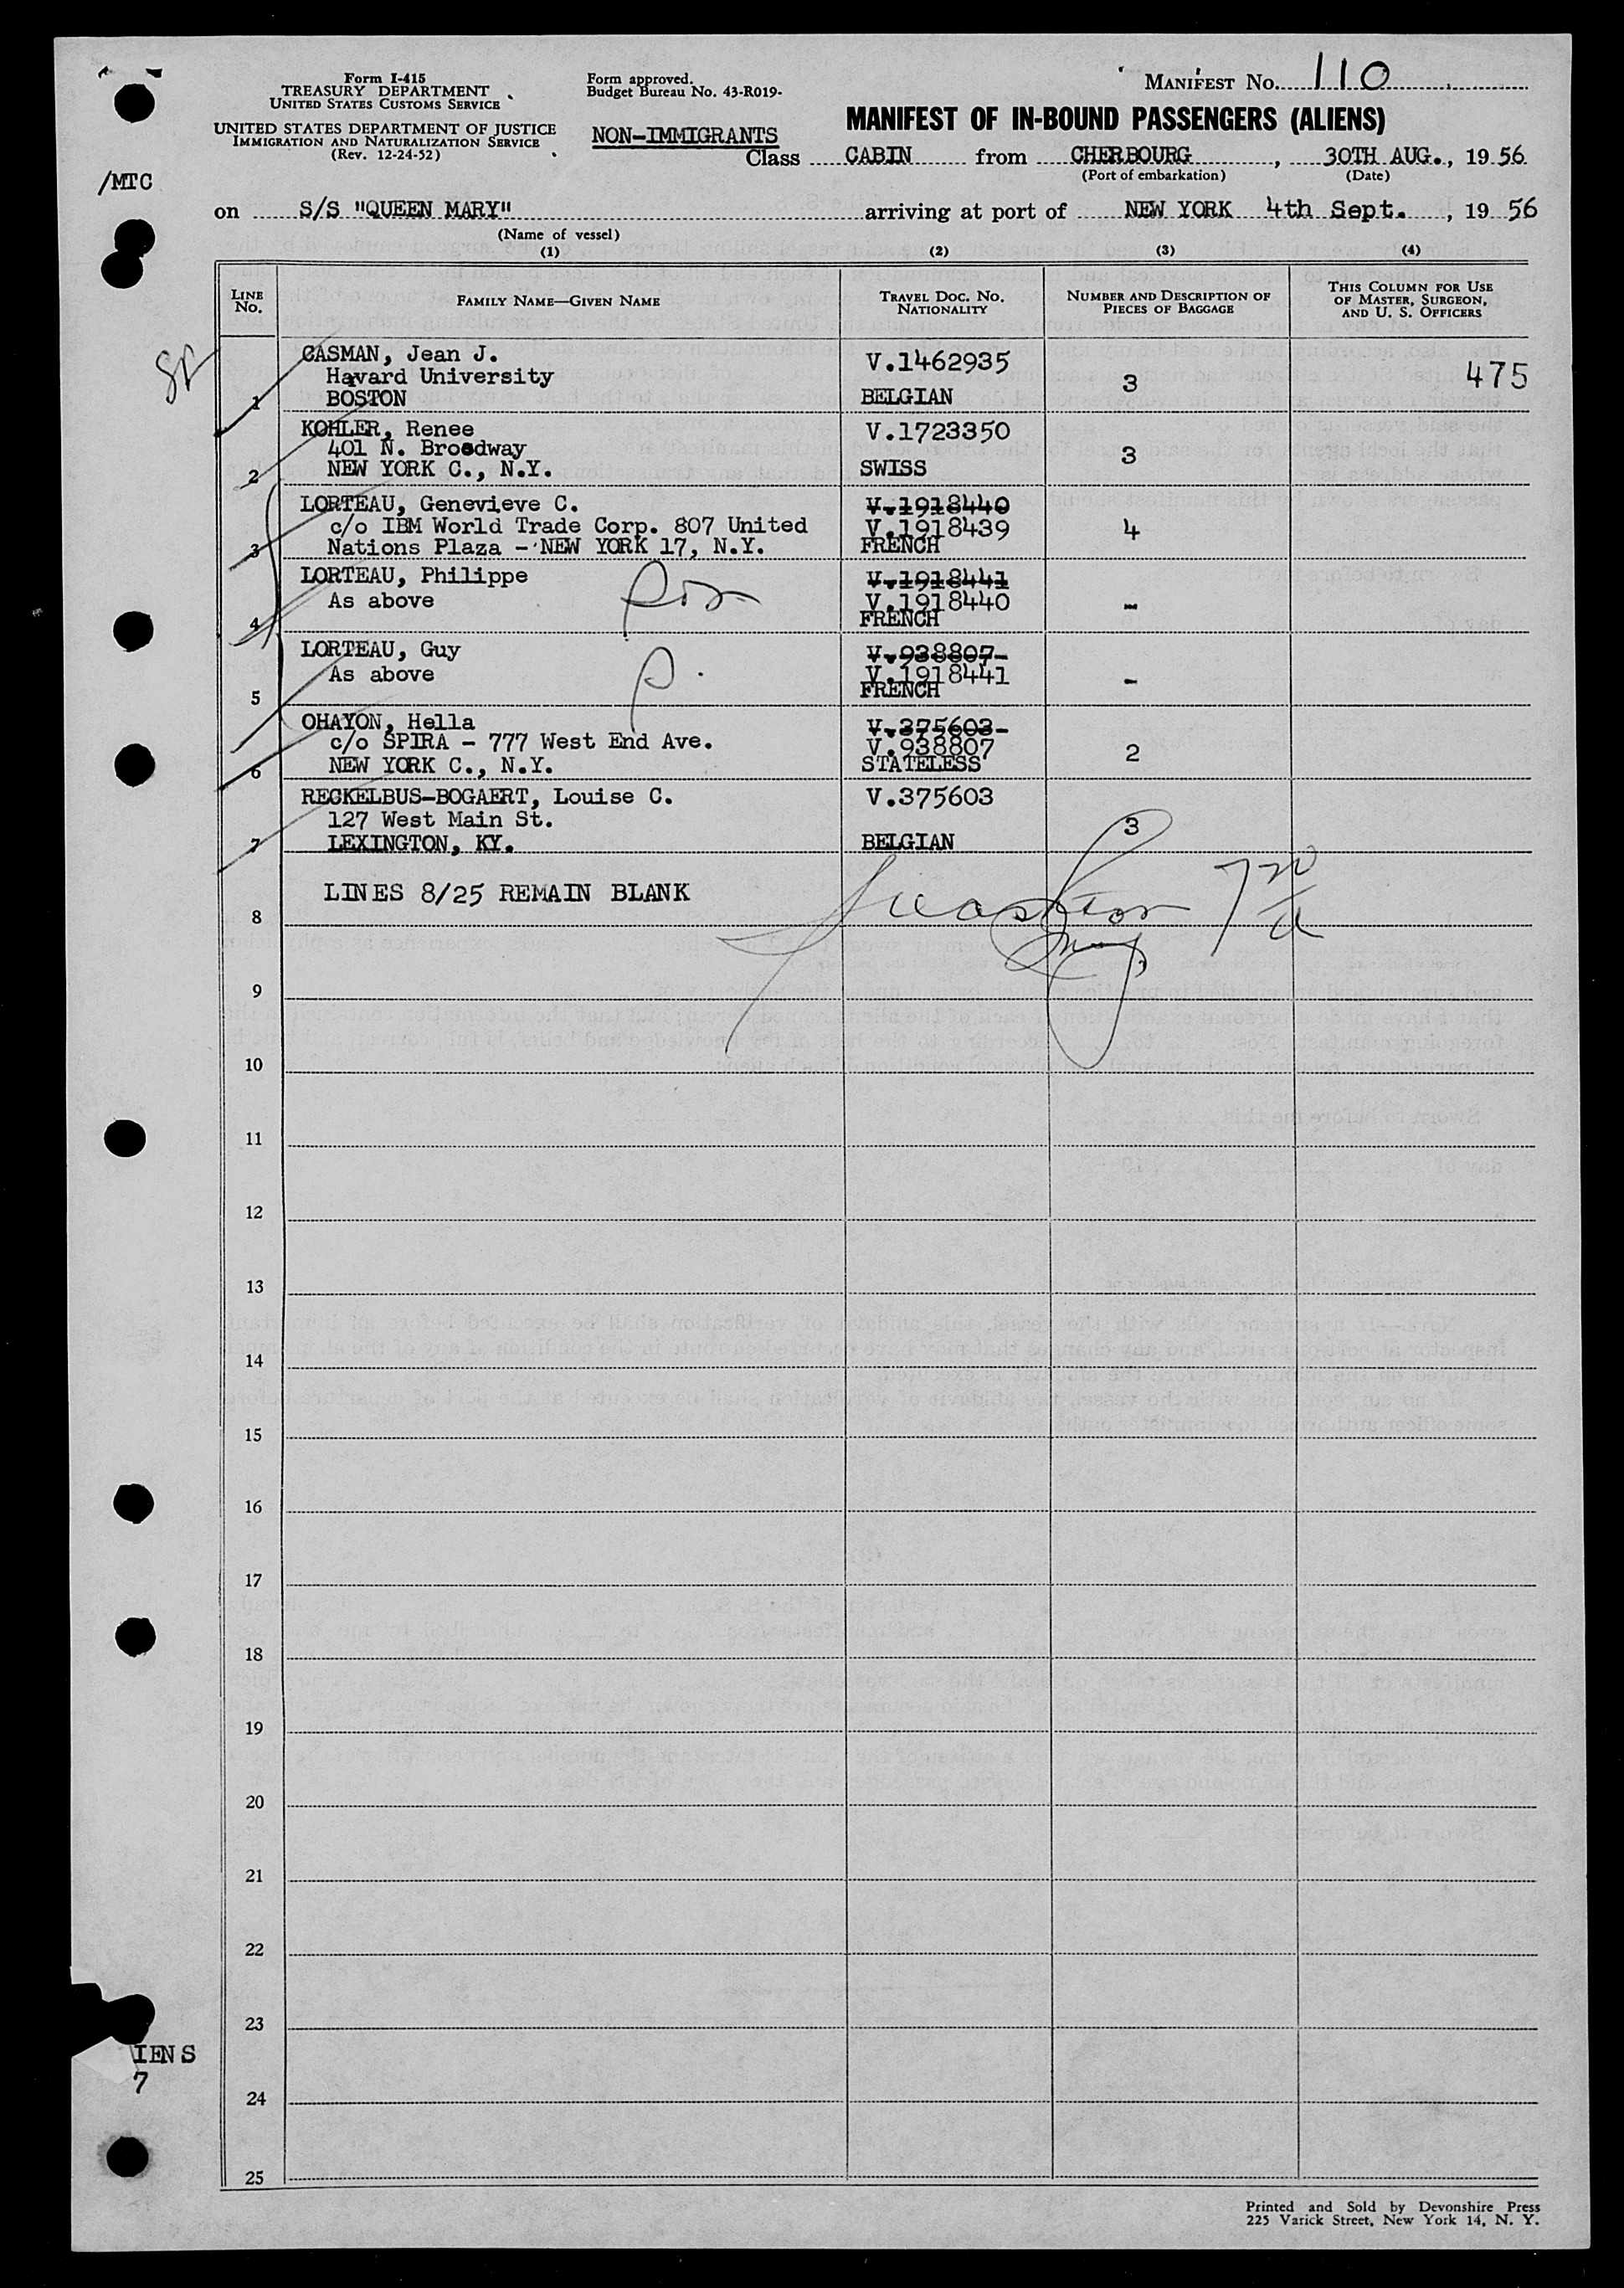 Form I-415
TREASURY DEPARTMENT
UNITED STATES CUSTOMS SERVICE
UNITED STATES DEPARTMENT OF JUSTICE
IMMIGRATION AND NATURALIZATION SERVICE
(Rev. 12-24-52)
Form approved.
Budget Bureau No. 43-R019-
MANIFEST NO. 110
MANIFEST OF IN-BOUND PASSENGERS (ALIENS)
NON-IMMIGRANTS
Class CABIN from CHERBOURG, 30TH AUG., 19 56
(Port of embarkation) (Date)
/MTC
on S/S "QUEEN MARY" arriving at port of NEW YORK 4th Sept., 19 56
(Name of vessel)
(1) (2) (3) (4)
LINE NO. FAMILY NAME—GIVEN NAME TRAVEL DOC. NO. NATIONALITY NUMBER AND DESCRIPTION OF PIECES OF BAGGAGE THIS COLUMN FOR USE OF MASTER, SURGEON, AND U. S. OFFICERS
CASMAN, Jean J. V.1462935
Havard University 3 475
1 BOSTON BELGIAN
KOHLER, Renee V.1723350
401 N. Broadway 3
2 NEW YORK C., N.Y. SWISS
LORTEAU, Genevieve C. V.1918440
c/o IBM World Trade Corp. 807 United V.1918439 4
3 Nations Plaza - NEW YORK 17, N.Y. FRENCH
LORTEAU, Philippe V.1918441
As above V.1918440 -
4 FRENCH
LORTEAU, Guy V.938807-
As above V.1918441 -
5 FRENCH
OHAYON, Hella V.375603-
c/o SPIRA - 777 West End Ave. V.938807 2
6 NEW YORK C., N.Y. STATELESS
RECKELBUS-BOGAERT, Louise C. V.375603
127 West Main St. 3
7 LEXINGTON, KY. BELGIAN
LINES 8/25 REMAIN BLANK
8
9
10
11
12
13
14
15
16
17
18
19
20
21
22
23
IENS
7
24
25
Printed and Sold by Devonshire Press
225 Varick Street, New York 14, N. Y.